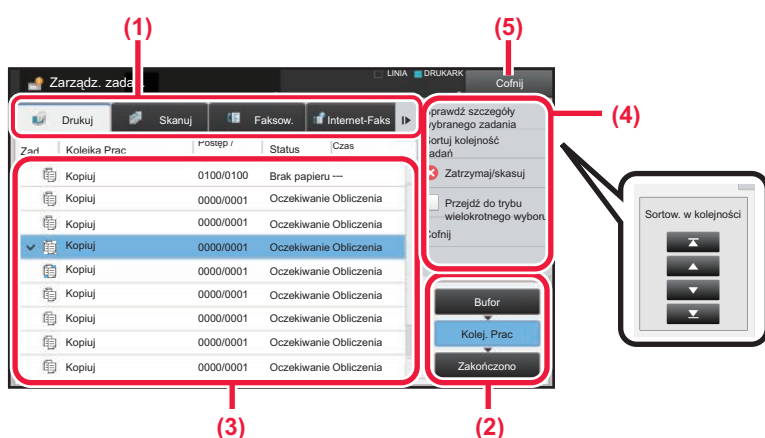 (1)
(5)
LINIA
DRUKARK
Zarządz. zada
Cofnij
Drukuj
Skanuj
Faksow.
Internet-Faks
(4)
prawdź szczegóły
wybranego zadania
Sortuj kolejność
adań
Zatrzymaj/skasuj
Przejdź do trybu
wielokrotnego wyboru
Cofnij
Zad
Kolejka Prac
Postęp /
Status
Czas
Kopiuj 0100/0100 Brak papieru ---
Kopiuj 0000/0001 Oczekiwanie Obliczenia
Kopiuj 0000/0001 Oczekiwanie Obliczenia
Kopiuj 0000/0001 Oczekiwanie Obliczenia
Kopiuj 0000/0001 Oczekiwanie Obliczenia
Kopiuj 0000/0001 Oczekiwanie Obliczenia
Kopiuj 0000/0001 Oczekiwanie Obliczenia
Kopiuj 0000/0001 Oczekiwanie Obliczenia
Kopiuj 0000/0001 Oczekiwanie Obliczenia
Sortow. w kolejności
Bufor
Kolej. Prac
Zakończono
(3)
(2)